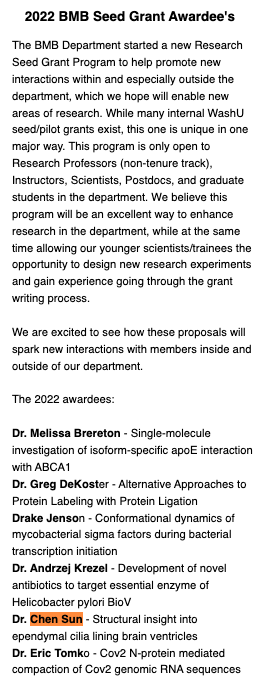 2022 BMB Seed Grant Awardee's
The BMB Department started a new Research
Seed Grant Program to help promote new
interactions within and especially outside the
department, which we hope will enable new
areas of research. While many internal WashU
seed/pilot grants exist, this one is unique in one
major way. This program is only open to
Research Professors (non-tenure track),
Instructors, Scientists, Postdocs, and graduate
students in the department. We believe this
program will be an excellent way to enhance
research in the department, while at the same
time allowing our younger scientists/trainees the
opportunity to design new research experiments
and gain experience going through the grant
writing process.
We are excited to see how these proposals will
spark new interactions with members inside and
outside of our department.
The 2022 awardees:
Dr. Melissa Brereton - Single-molecule
investigation of isoform-specific apoE interaction
with ABCA1
Dr. Greg DeKoster - Alternative Approaches to
Protein Labeling with Protein Ligation
Drake Jenson - Conformational dynamics of
mycobacterial sigma factors during bacterial
transcription initiation
Dr. Andrzej Krezel - Development of novel
antibiotics to target essential enzyme of
Helicobacter pylori BioV
Dr. Chen Sun - Structural insight into
ependymal cilia lining brain ventricles
Dr. Eric Tomko - Cov2 N-protein mediated
compaction of Cov2 genomic RNA sequences